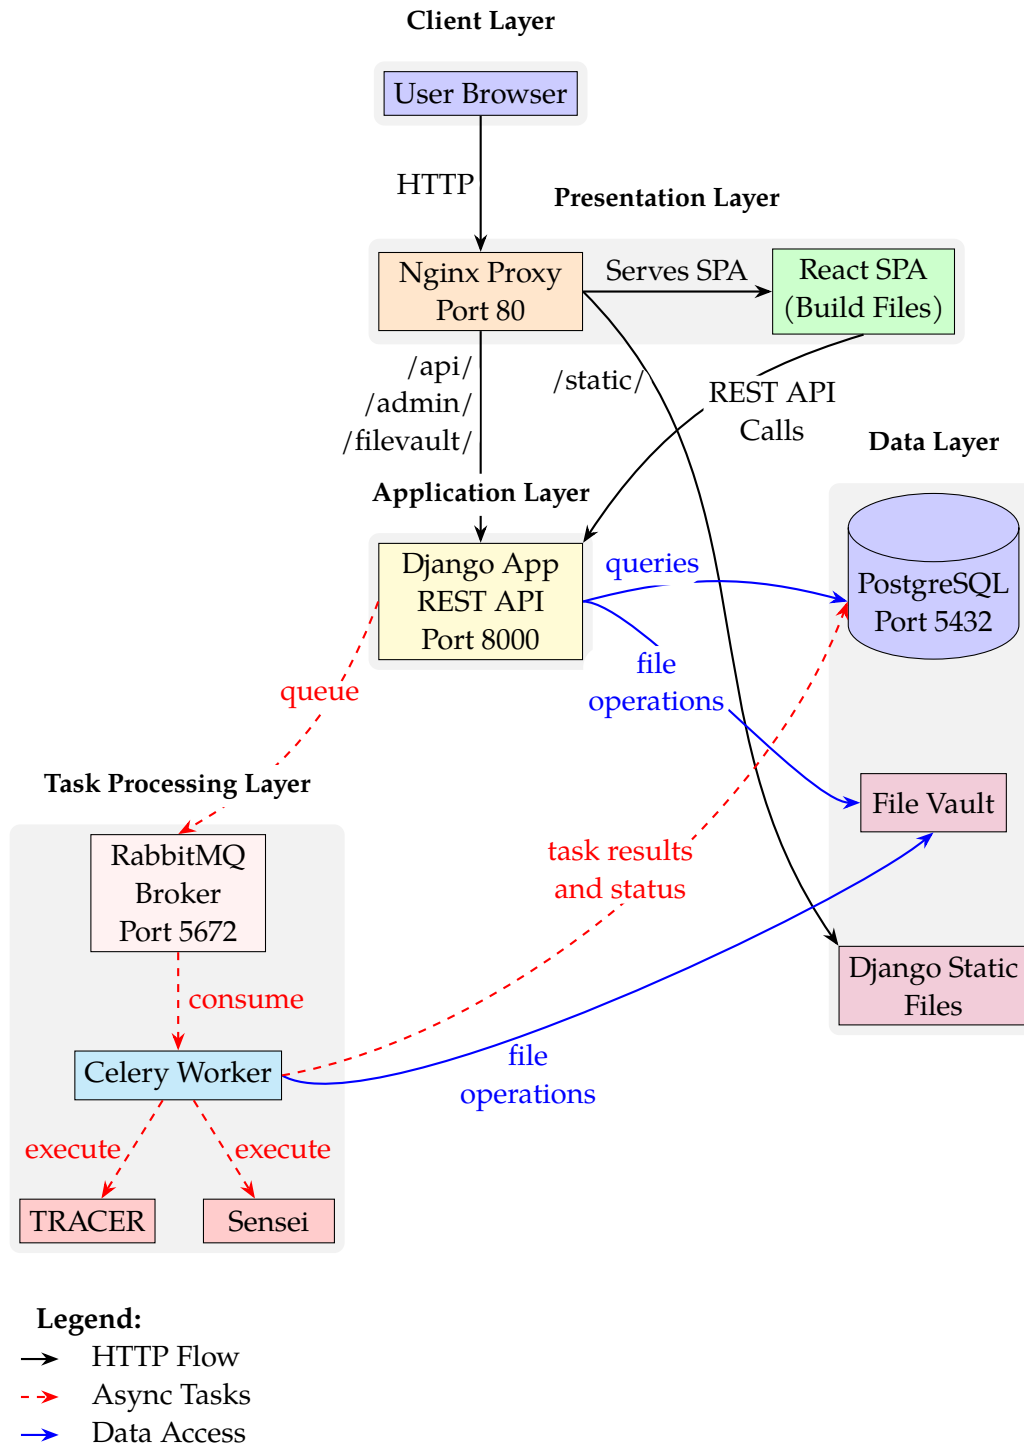 Client Layer
User Browser
HTTP
Presentation Layer
Nginx Proxy
Port 80
Serves SPA
React SPA
(Build Files)
/api/
/admin/
/filevault/
/static/
REST API
Calls
Data Layer
Application Layer
Django App
REST API
Port 8000
queries
PostgreSQL
Port 5432
file
operations
queue
Task Processing Layer
File Vault
RabbitMQ
Broker
Port 5672
task results
and status
Django Static
Files
consume
Celery Worker
file
operations
execute
execute
TRACER
Sensei
Legend:
HTTP Flow
Async Tasks
Data Access